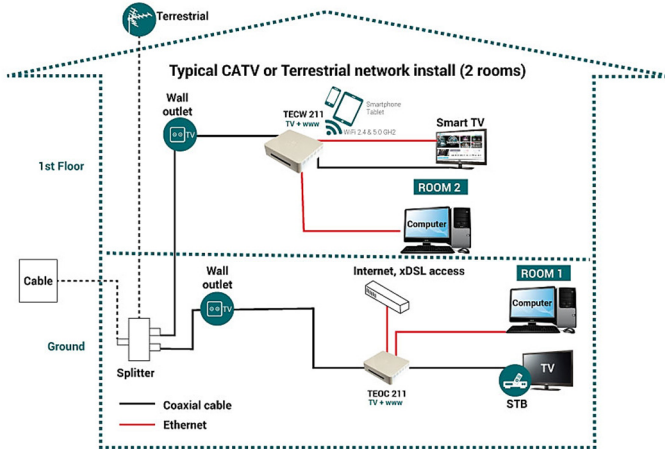 Terrestrial
Typical CATV or Terrestrial network install (2 rooms)
Wall
outlet
TV
TECW 211
TV + www
Smartphone
Tablet
WiFi 2.4 & 5.0 GHZ
Smart TV
1st Floor
ROOM 2
Computer
Cable
Wall
outlet
TV
Internet, xDSL access
ROOM 1
Computer
Ground
Splitter
TEOC 211
TV + www
TV
STB
Coaxial cable
Ethernet